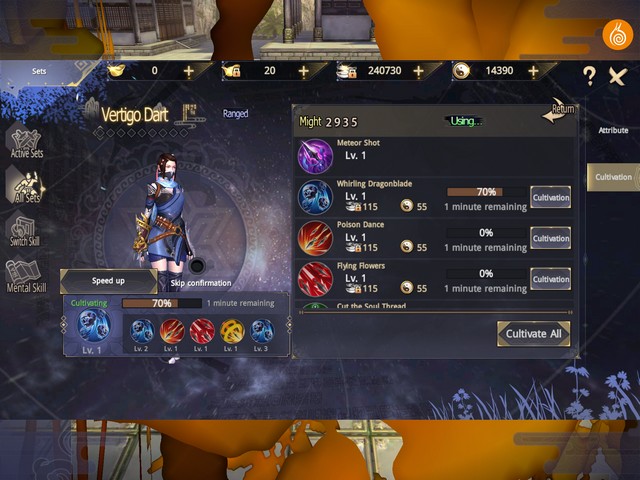 Sets
0
20
240730
14390
Return
Vertigo Dart
Ranged
Might 2935
Using...
Attribute
Cultivation
Active Sets
All Sets
Switch Skill
Mental Skill
Meteor Shot
Lv. 1
Whirling Dragonblade
Lv. 1
115
55
70%
1 minute remaining
Cultivation
Poison Dance
Lv. 1
115
55
0%
1 minute remaining
Cultivation
Flying Flowers
Lv. 1
115
55
0%
1 minute remaining
Cultivation
Cut the Soul Thread
Cultivate All
Speed up
Skip confirmation
Cultivating
70%
1 minute remaining
Lv. 1
Lv. 2
Lv. 1
Lv. 1
Lv. 1
Lv. 3